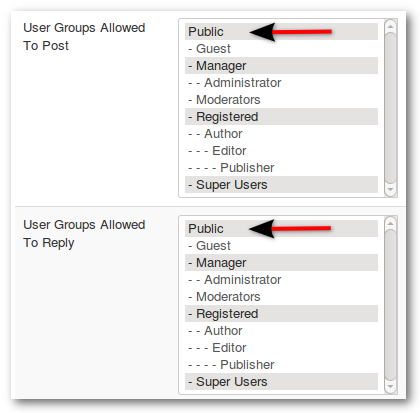 User Groups Allowed
To Post
Public
- Guest
- Manager
- - Administrator
- Moderators
- Registered
- - Author
- - - Editor
- - - - Publisher
- Super Users
User Groups Allowed
To Reply
Public
- Guest
- Manager
- - Administrator
- Moderators
- Registered
- - Author
- - - Editor
- - - - Publisher
- Super Users